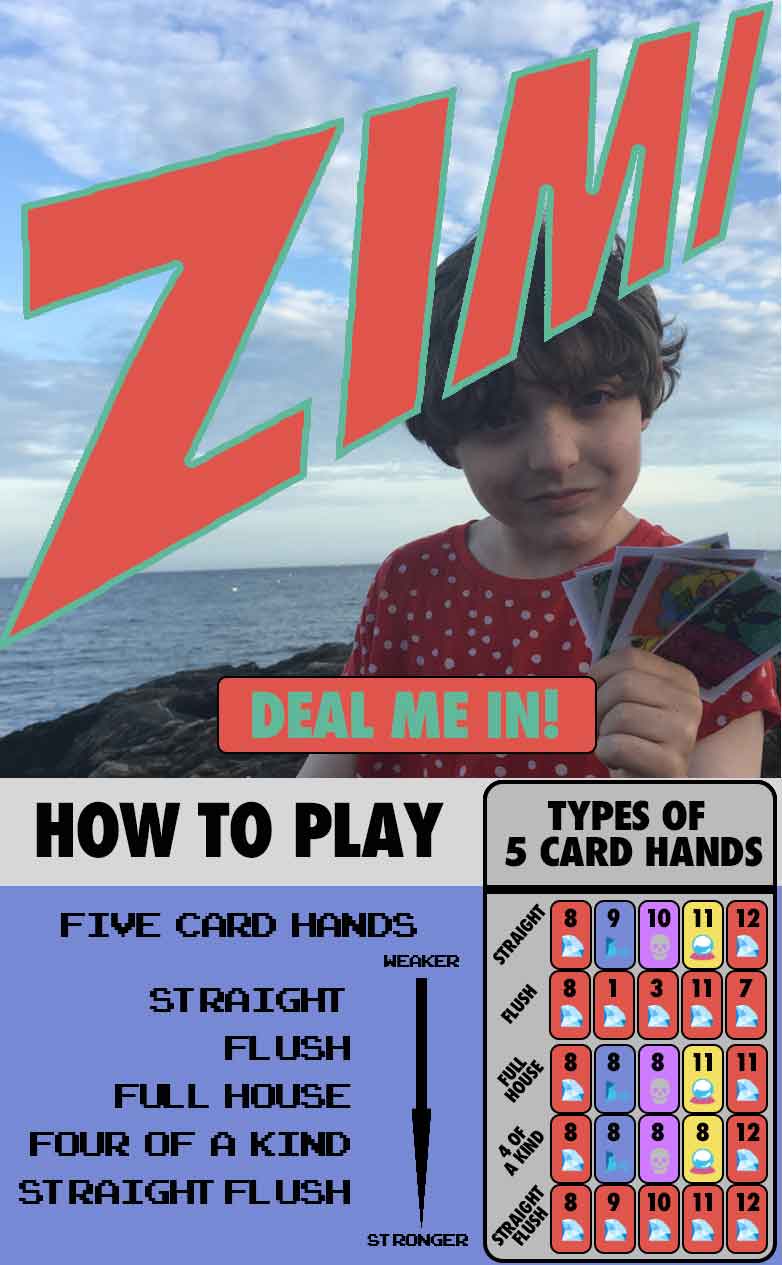 ZIMI
DEAL ME IN!
HOW TO PLAY
FIVE CARD HANDS
WEAKER
STRAIGHT
FLUSH
FULL HOUSE
FOUR OF A KIND
STRAIGHT FLUSH
STRONGER
TYPES OF
5 CARD HANDS
STRAIGHT
8 9 10 11 12
FLUSH
8 1 3 11 7
FULL
HOUSE
8 8 8 11 11
4 OF
A KIND
8 8 8 8 12
STRAIGHT
FLUSH
8 9 10 11 12